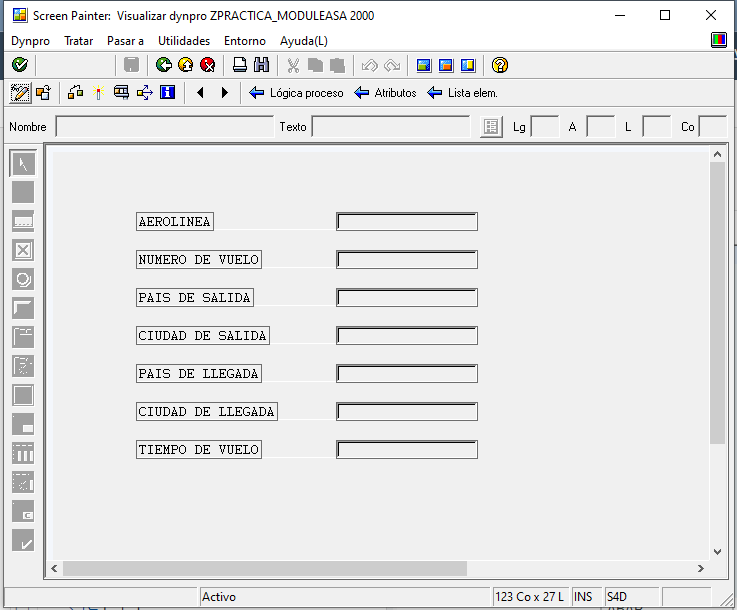 Screen Painter: Visualizar dynpro ZPRACTICA_MODULEASA 2000
Dynpro Tratar Pasar a Utilidades Entorno Ayuda(L)
Lógica proceso Atributos Lista elem.
Nombre Texto Lg A L Co
AEROLINEA
NUMERO DE VUELO
PAIS DE SALIDA
CIUDAD DE SALIDA
PAIS DE LLEGADA
CIUDAD DE LLEGADA
TIEMPO DE VUELO
Activo 123 Co x 27 L INS S4D